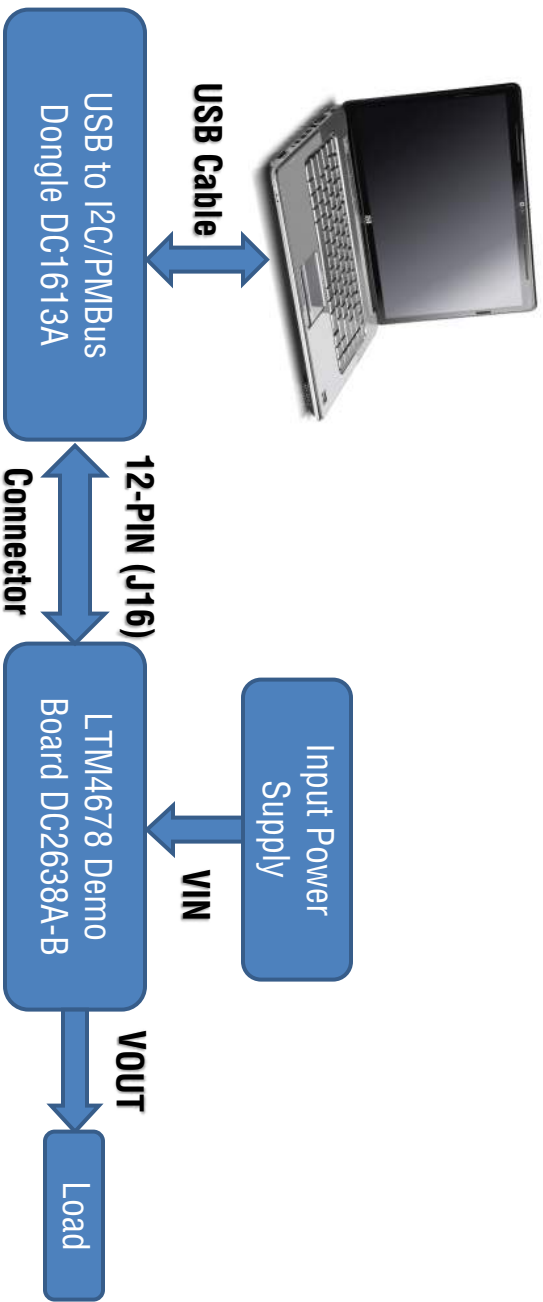 USB Cable
USB to I2C/PMBus
Dongle DC1613A
12-PIN (J16)
Connector
Input Power
Supply
VIN
LTM4678 Demo
Board DC2638A-B
VOUT
Load